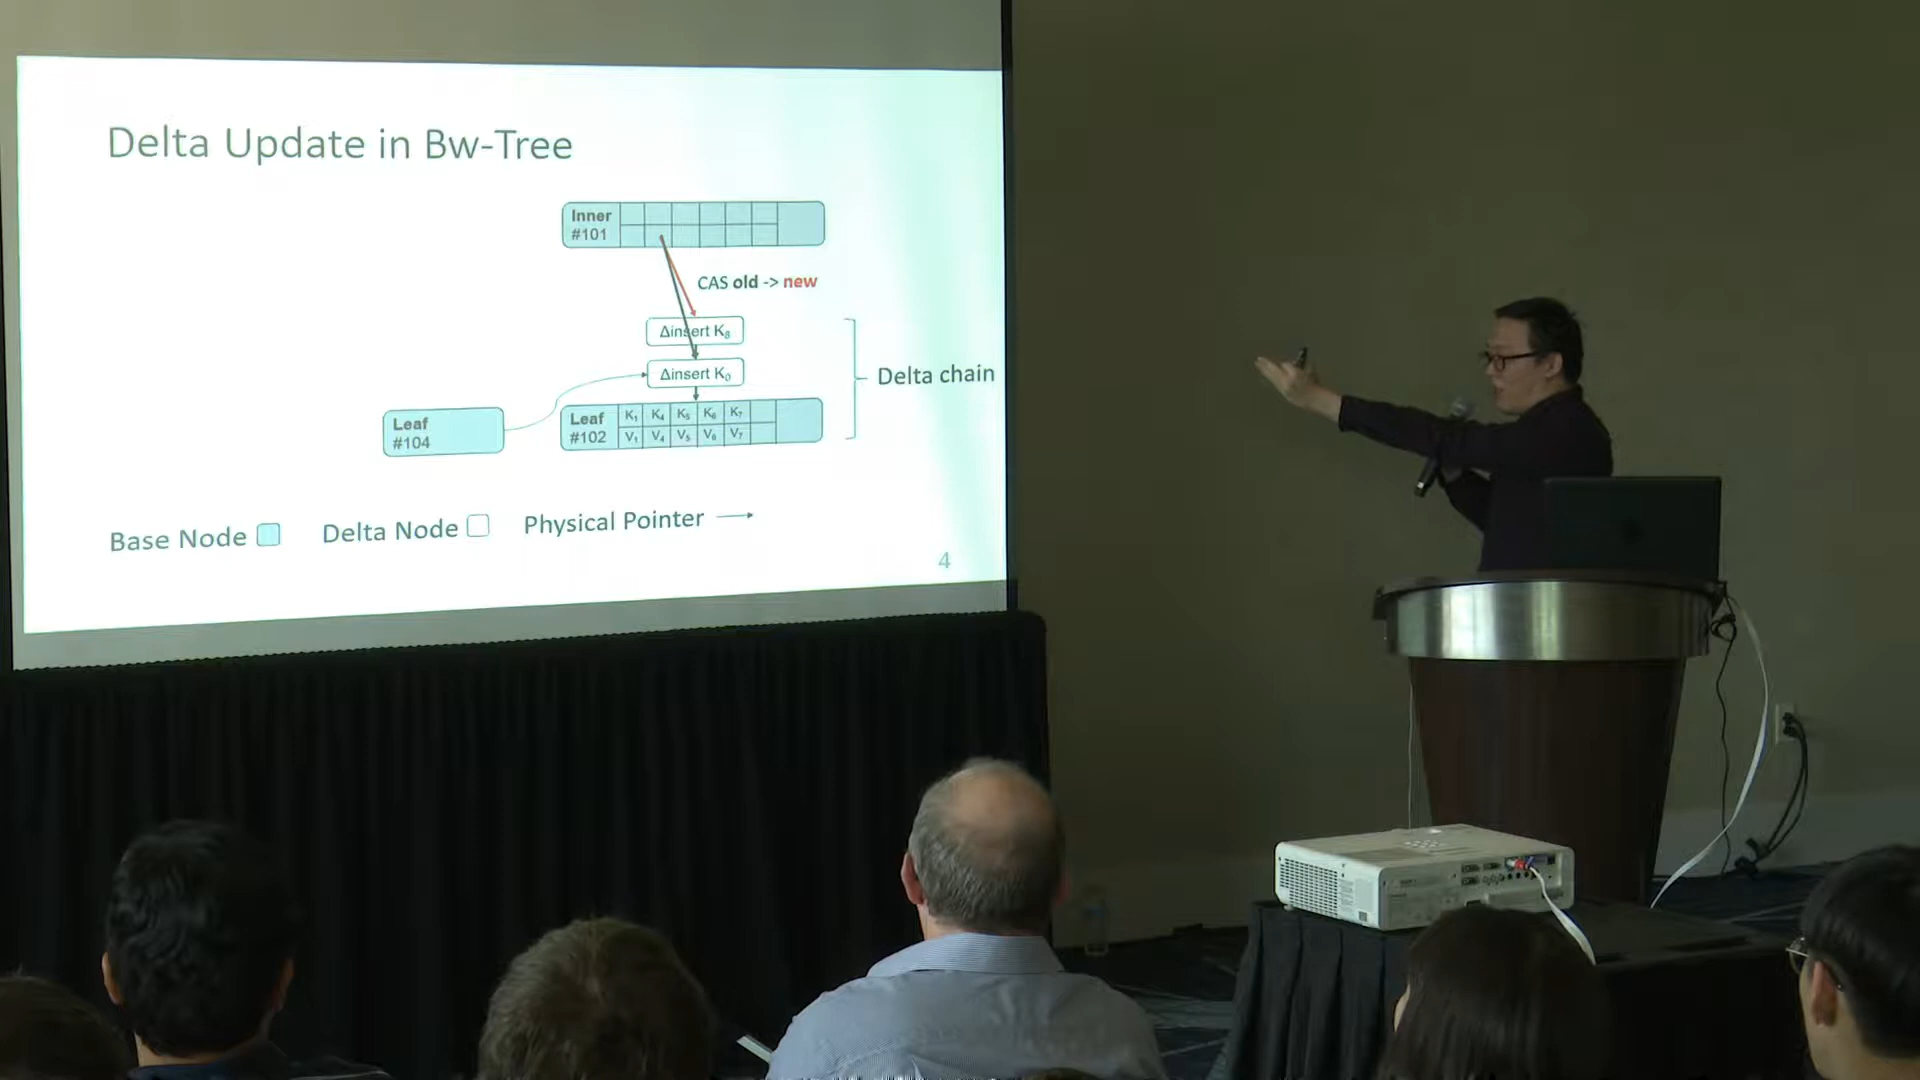 Delta Update in Bw-Tree
Inner
#101
CAS old -> new
Δinsert K₈
Δinsert K₀
Delta chain
Leaf
#104
Leaf
#102
K₁ K₄ K₅ K₆ K₇
V₁ V₄ V₅ V₆ V₇
Base Node
Delta Node
Physical Pointer
4